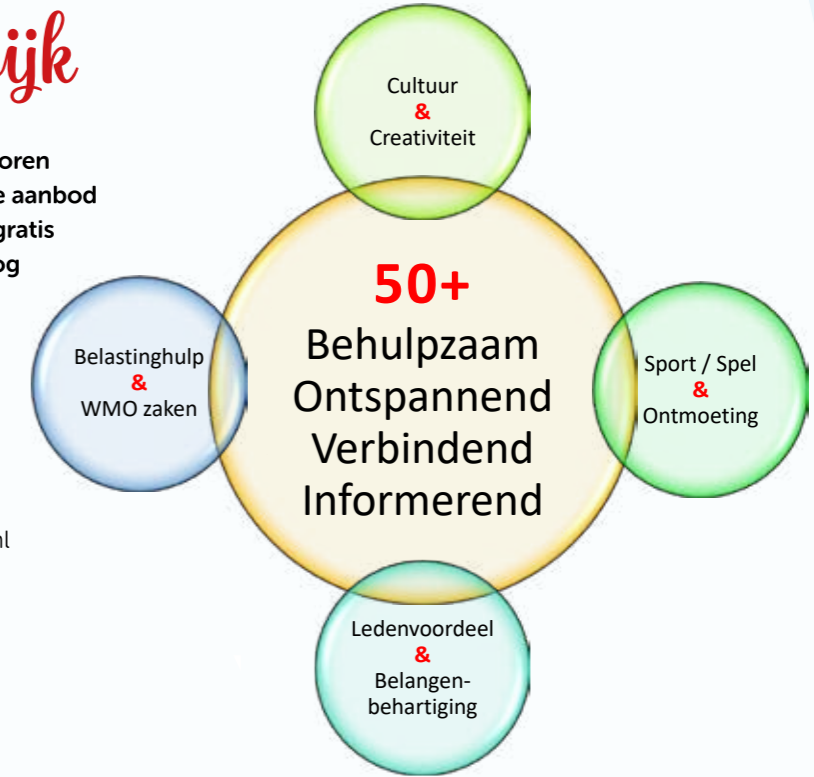 ijk
oren
e aanbod
gratis
og
nl
Cultuur
&
Creativiteit
50+
Behulpzaam
Ontspannend
Verbindend
Informerend
Belastinghulp
&
WMO zaken
Sport / Spel
&
Ontmoeting
Ledenvoordeel
&
Belangen-
behartiging